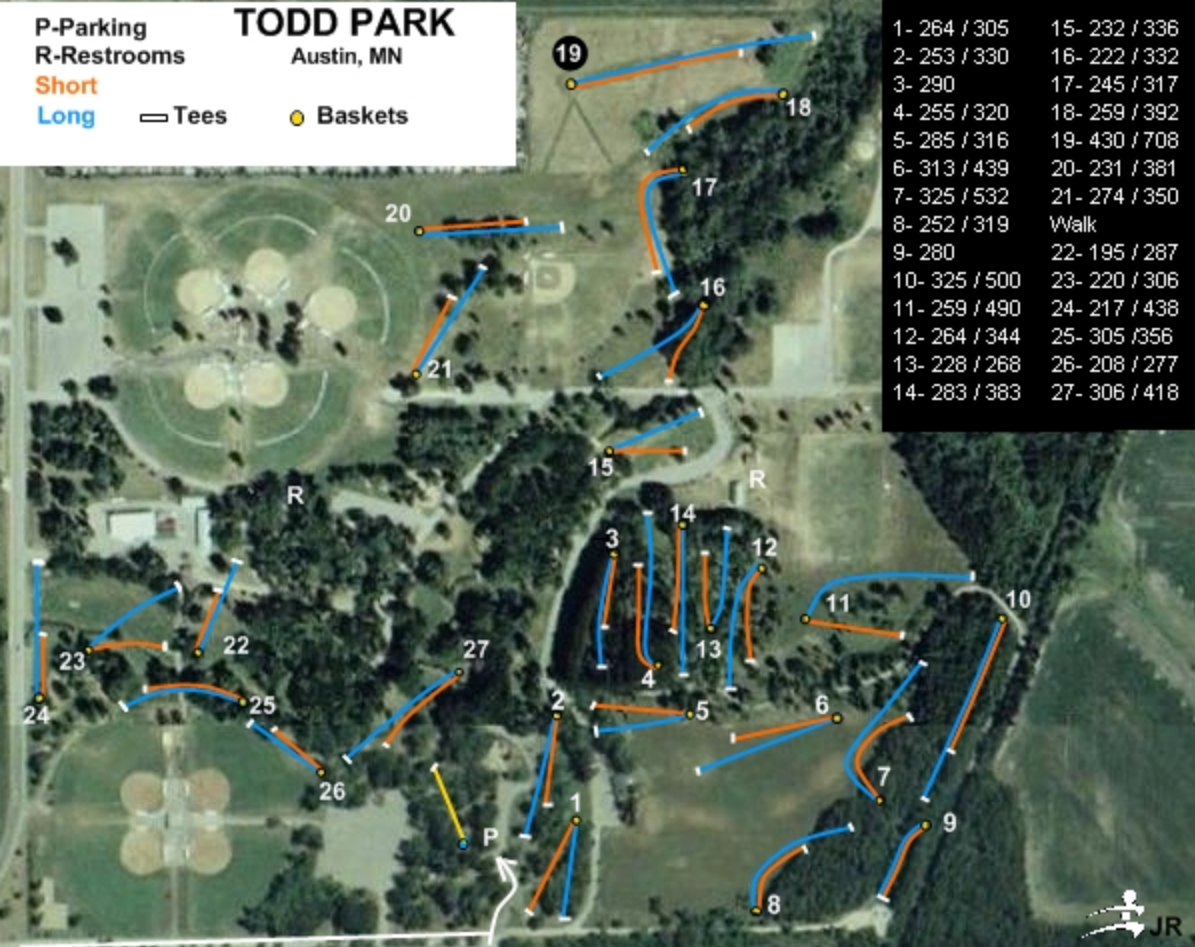 P-Parking
R-Restrooms
Short
Long
TODD PARK
Austin, MN
Tees
Baskets
1- 264 / 305
2- 253 / 330
3- 290
4- 255 / 320
5- 285 / 316
6- 313 / 439
7- 325 / 532
8- 252 / 319
9- 280
10- 325 / 500
11- 259 / 490
12- 264 / 344
13- 228 / 268
14- 283 / 383
15- 232 / 336
16- 222 / 332
17- 245 / 317
18- 259 / 392
19- 430 / 708
20- 231 / 381
21- 274 / 350
Walk
22- 195 / 287
23- 220 / 306
24- 217 / 438
25- 305 /356
26- 208 / 277
27- 306 / 418
19
18
17
20
16
21
15
R
R
14
3
12
10
11
22
13
23
27
4
24
25
2
5
6
26
7
1
9
P
8
JR